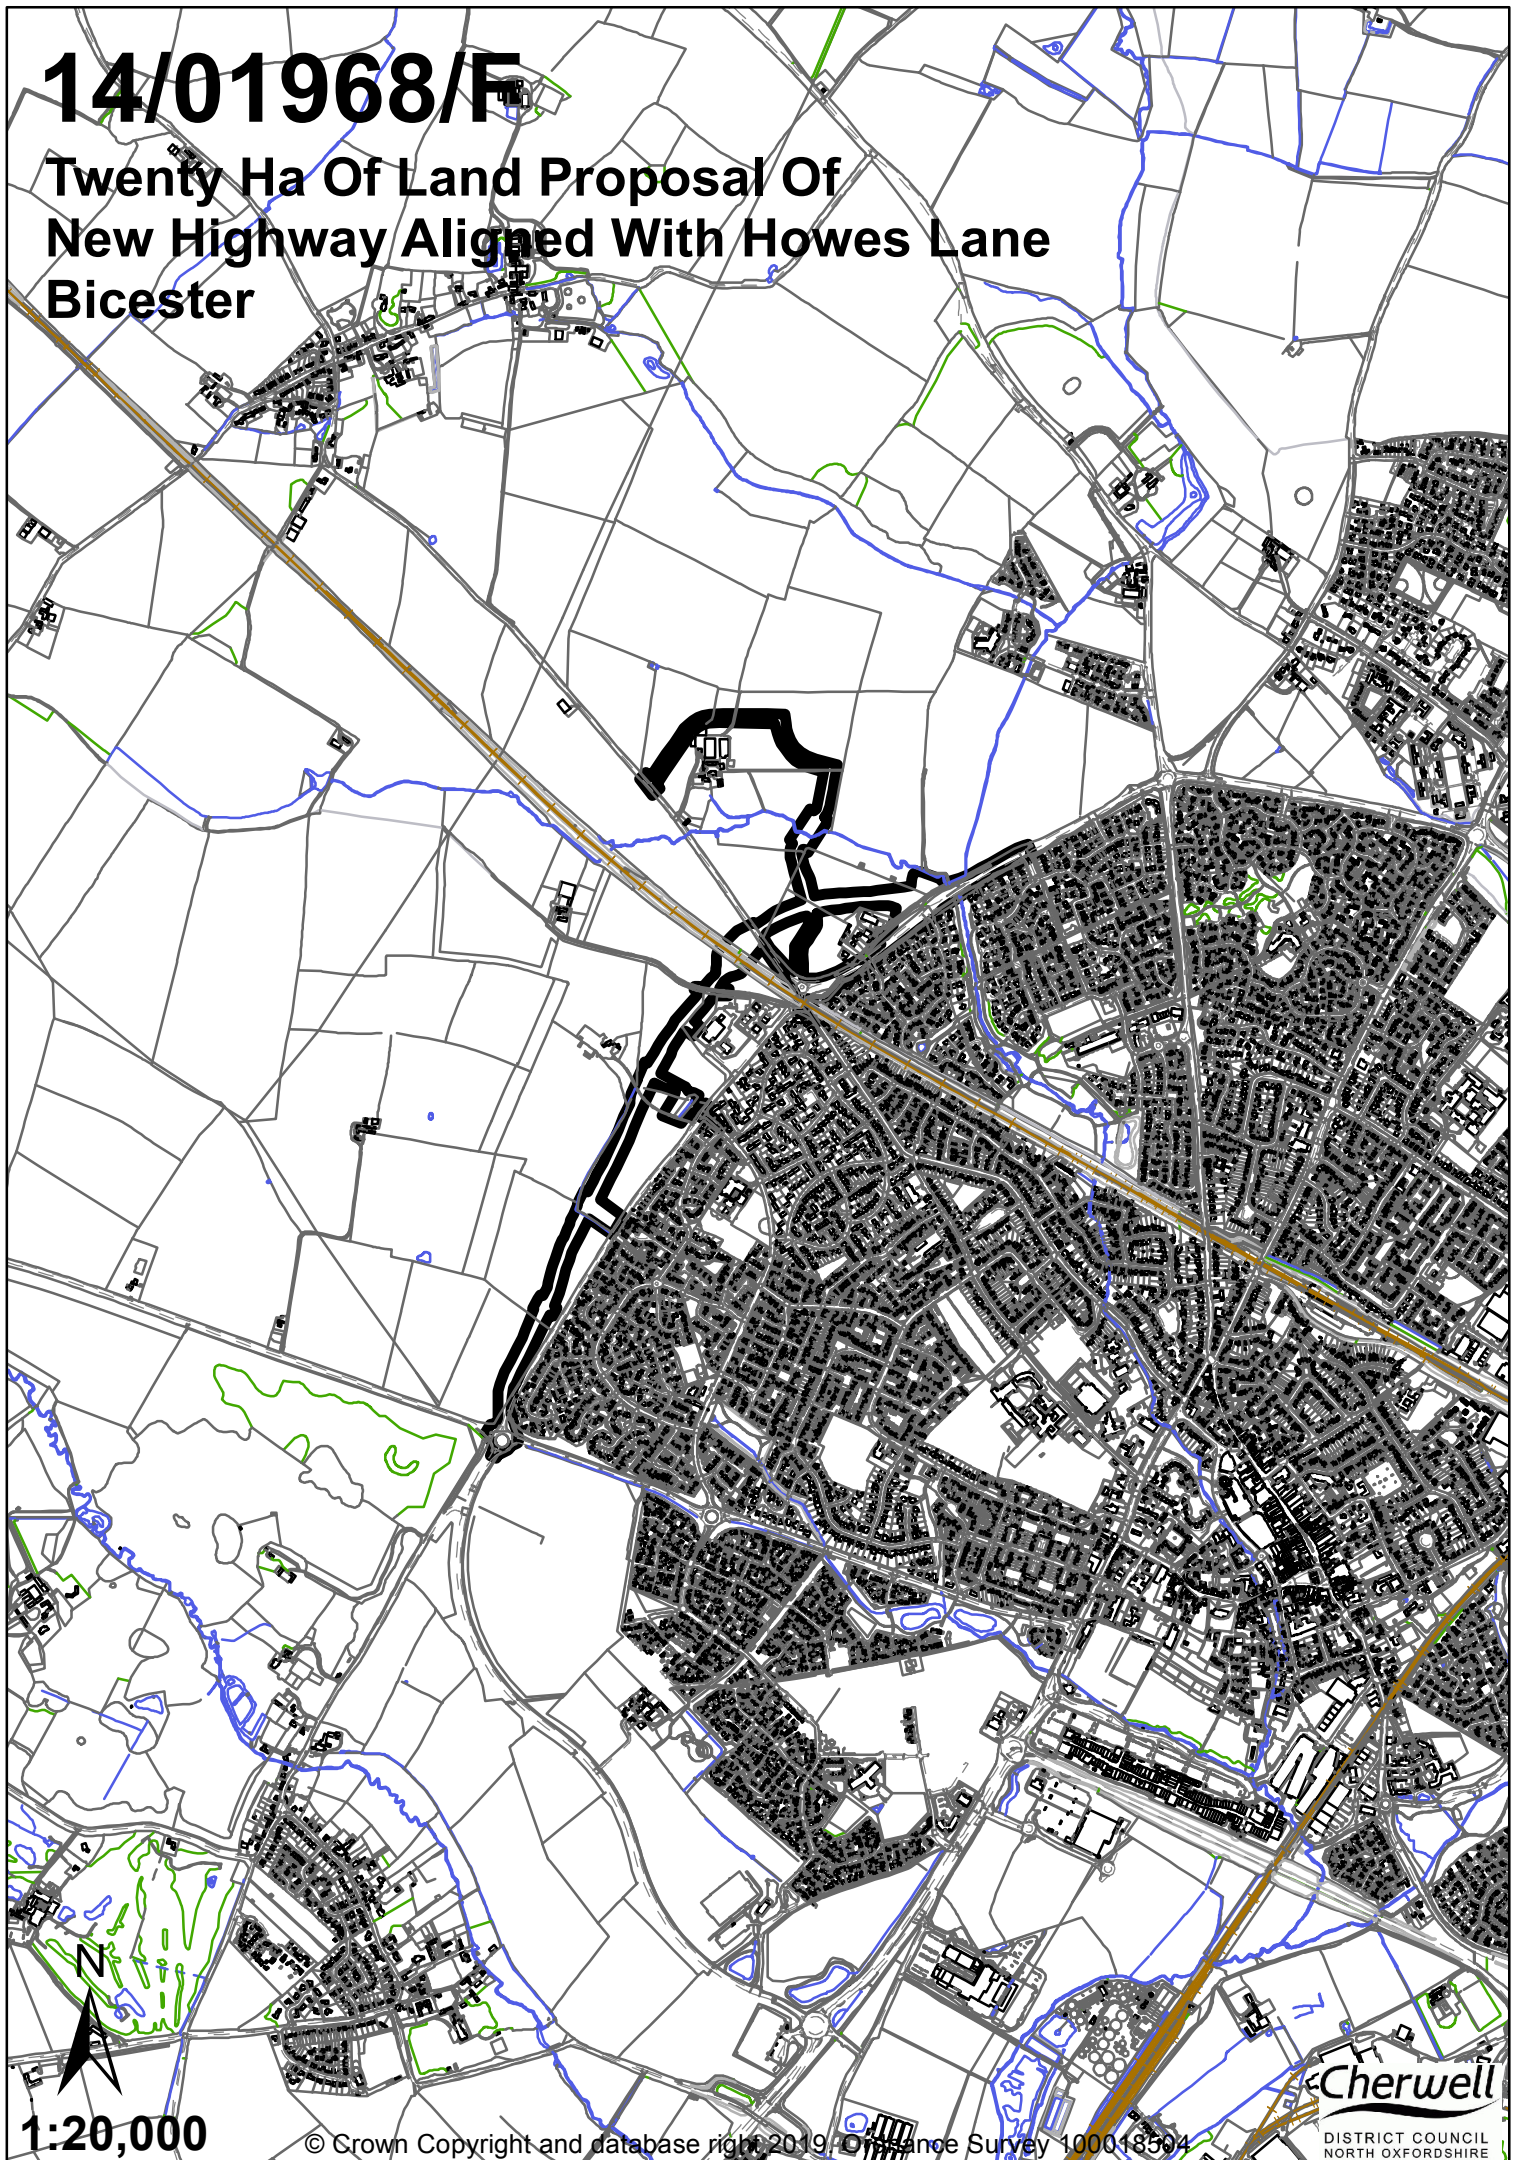 14/01968/F
Twenty Ha Of Land Proposal Of
New Highway Aligned With Howes Lane
Bicester
N
1:20,000
© Crown Copyright and database right 2019. Ordnance Survey 100018504
Cherwell
DISTRICT COUNCIL
NORTH OXFORDSHIRE